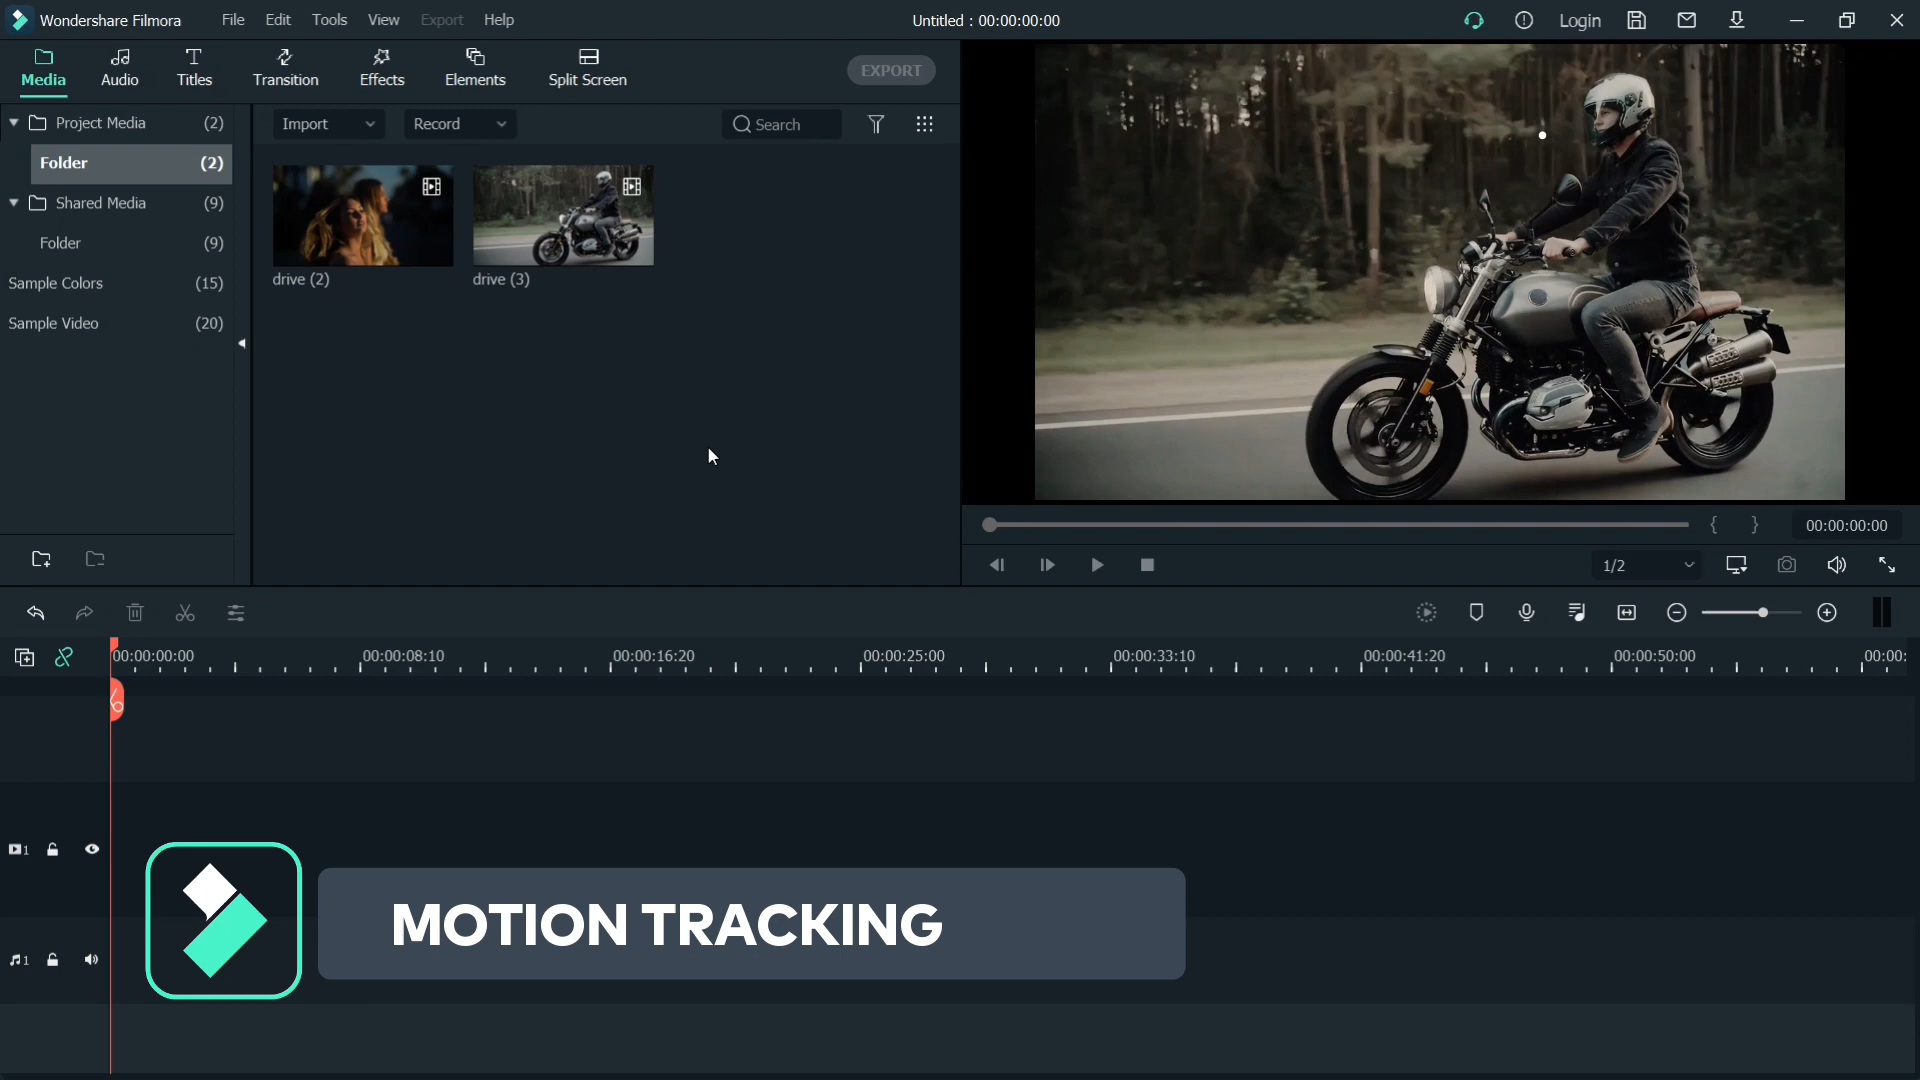 Wondershare Filmora File Edit Tools View Export Help Untitled : 00:00:00:00 Login
Media Audio Titles Transition Effects Elements Split Screen EXPORT
Project Media (2)
Folder (2)
Shared Media (9)
Folder (9)
Sample Colors (15)
Sample Video (20)
Import Record Search
drive (2) drive (3)
{ } 00:00:00:00
1/2
00:00:00:00 00:00:08:10 00:00:16:20 00:00:25:00 00:00:33:10 00:00:41:20 00:00:50:00 00:00:
1
MOTION TRACKING
1